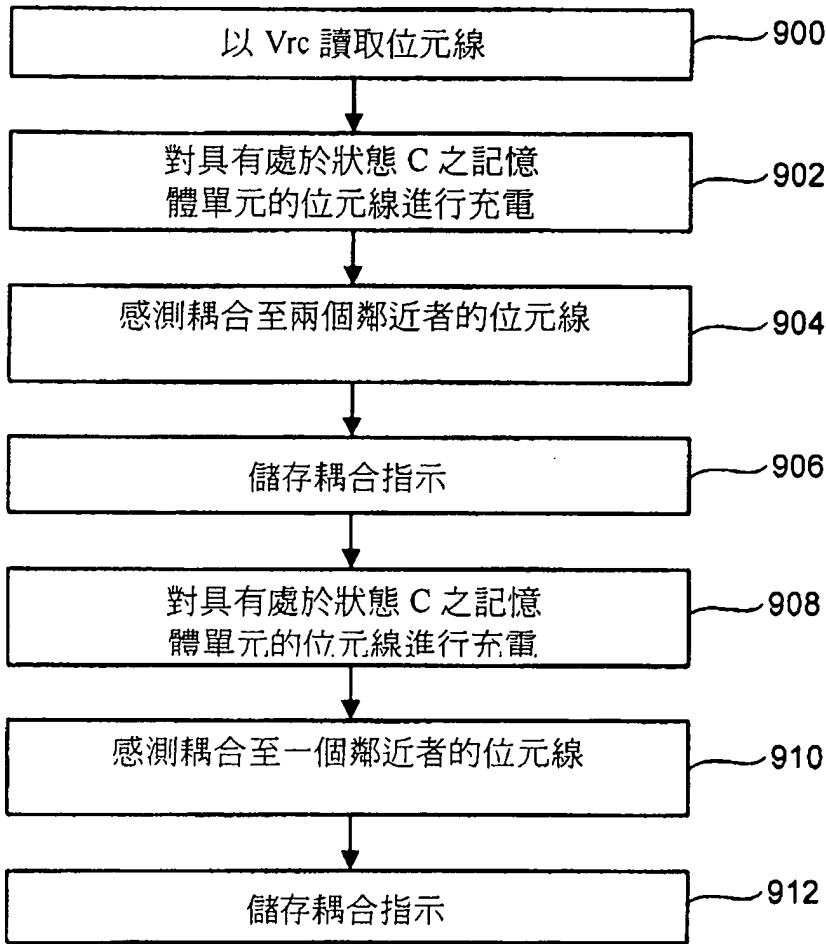 以 Vrc 讀取位元線
900
對具有處於狀態 C 之記憶
體單元的位元線進行充電
902
感測耦合至兩個鄰近者的位元線
904
儲存耦合指示
906
對具有處於狀態 C 之記憶
體單元的位元線進行充電
908
感測耦合至一個鄰近者的位元線
910
儲存耦合指示
912